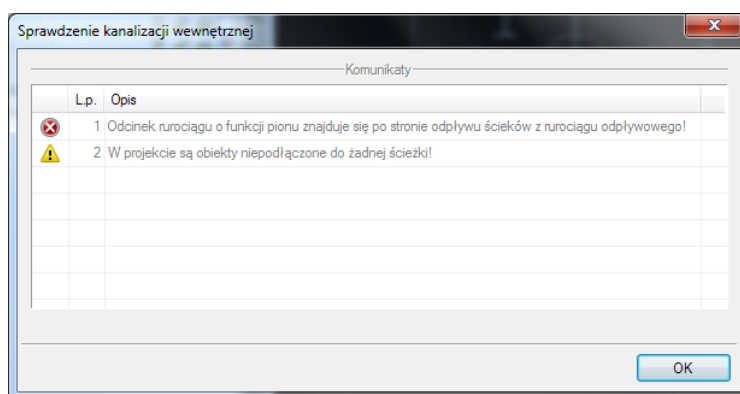 Sprawdzenie kanalizacji wewnętrznej
Komunikaty
L.p. Opis
1 Odcinek rurociągu o funkcji pionu znajduje się po stronie odpływu ścieków z rurociągu odpływowego!
2 W projekcie są obiekty niepodłączone do żadnej ścieżki!
OK